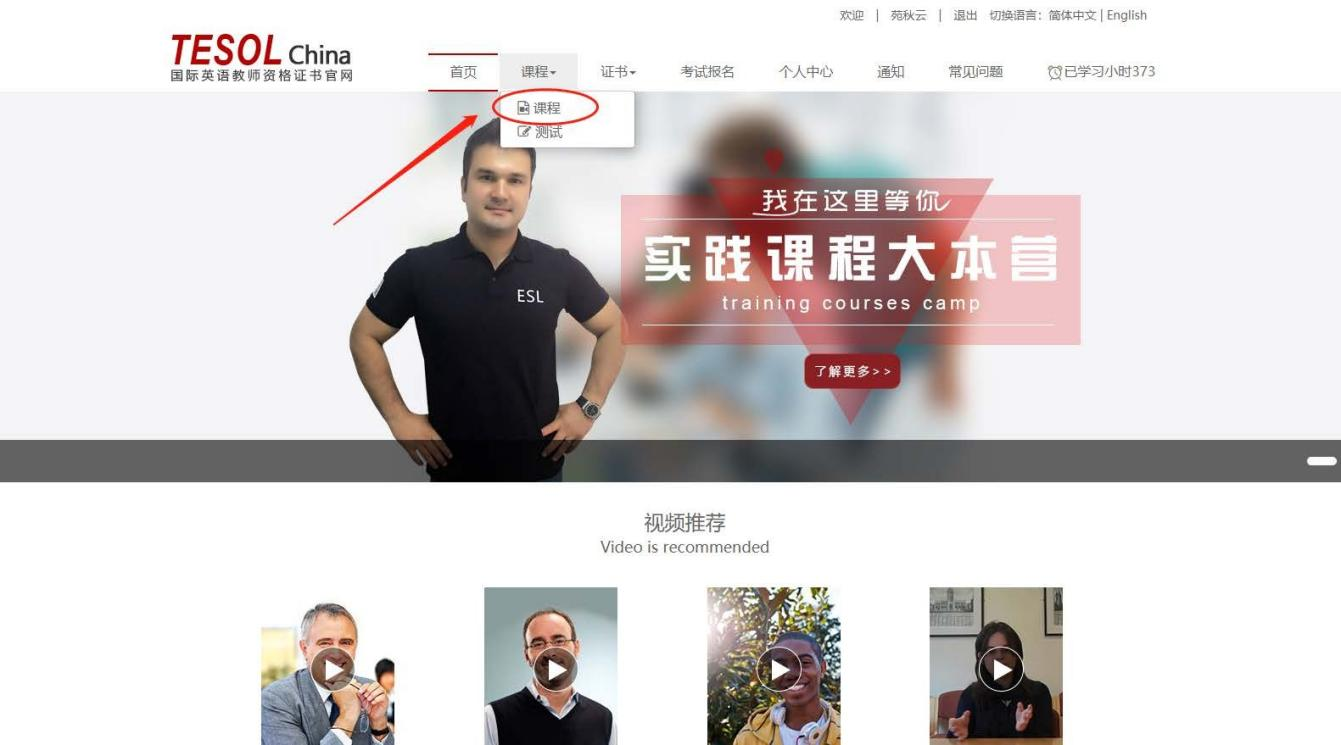 欢迎 | 苑秋云 | 退出 切换语言：简体中文 | English
TESOL China
国际英语教师资格证书官网
首页 课程 证书 考试报名 个人中心 通知 常见问题 已学习小时373
课程
测试
ESL
我在这里等你
实践课程大本营
training courses camp
了解更多>>
视频推荐
Video is recommended